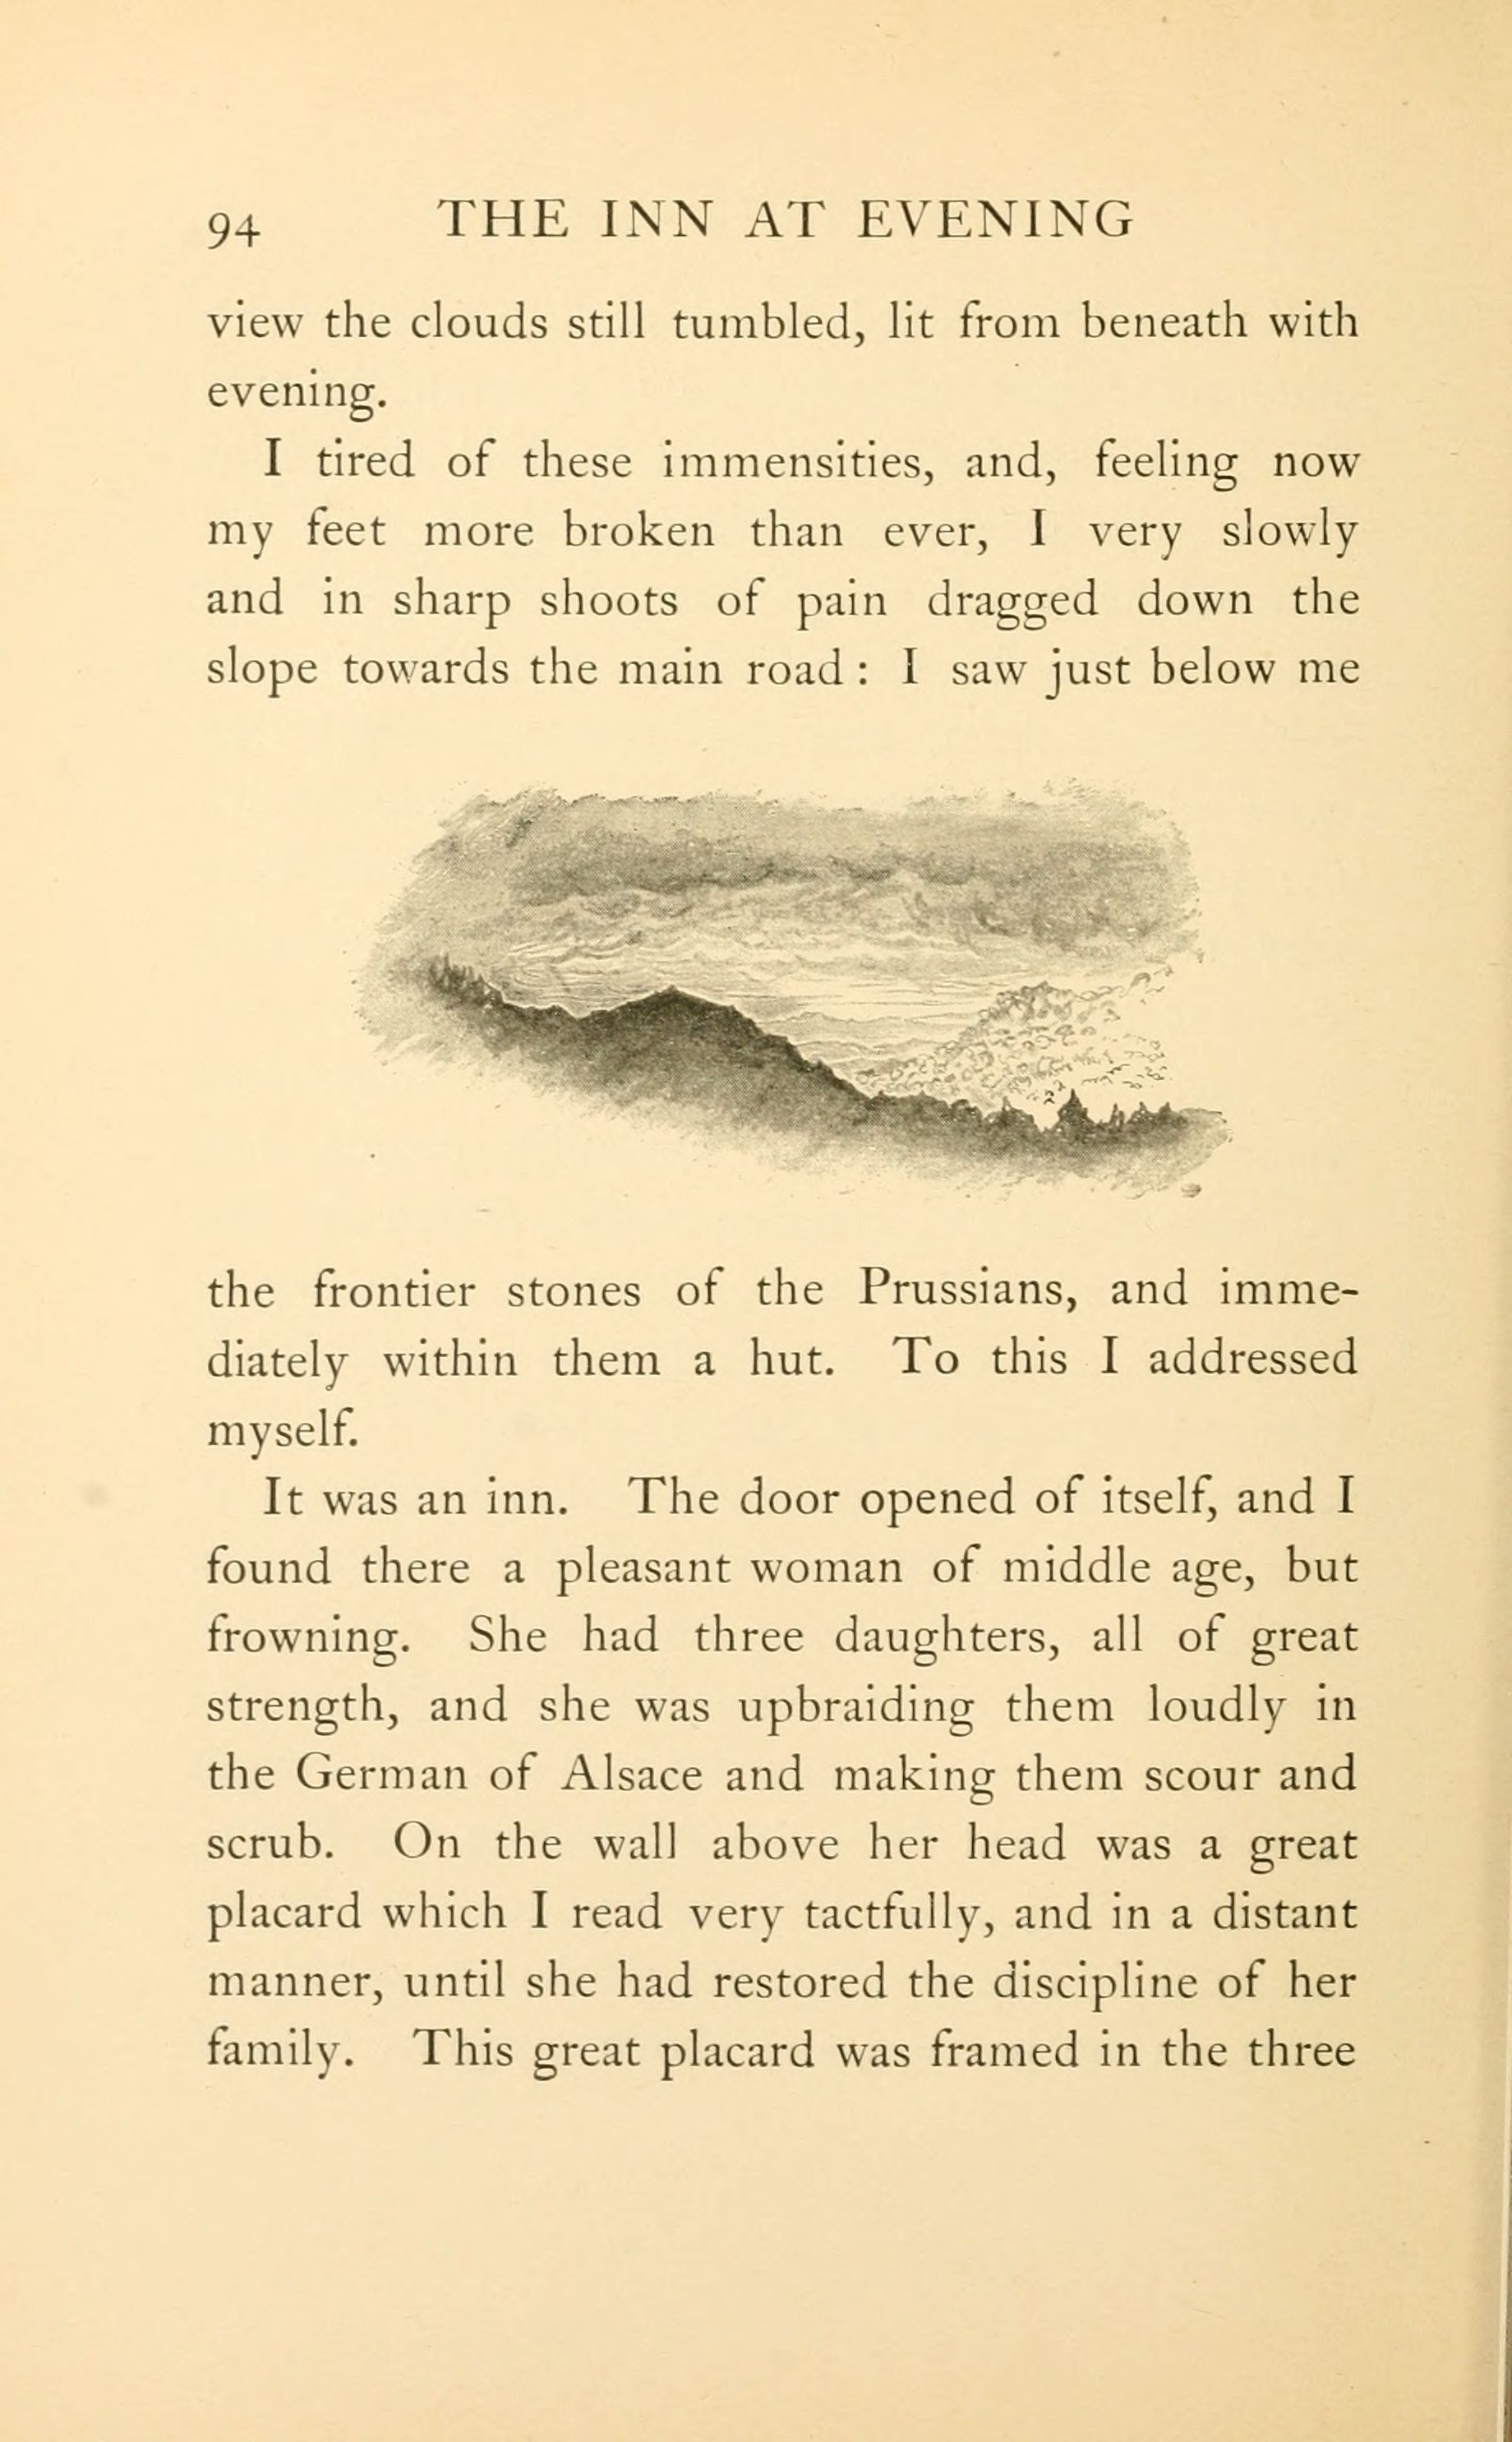 94 THE INN AT EVENING
view the clouds still tumbled, lit from beneath with
evening.
I tired of these immensities, and, feeling now
my feet more broken than ever, I very slowly
and in sharp shoots of pain dragged down the
slope towards the main road : I saw just below me
the frontier stones of the Prussians, and imme-
diately within them a hut. To this I addressed
myself.
It was an inn. The door opened of itself, and I
found there a pleasant woman of middle age, but
frowning. She had three daughters, all of great
strength, and she was upbraiding them loudly in
the German of Alsace and making them scour and
scrub. On the wall above her head was a great
placard which I read very tactfully, and in a distant
manner, until she had restored the discipline of her
family. This great placard was framed in the three